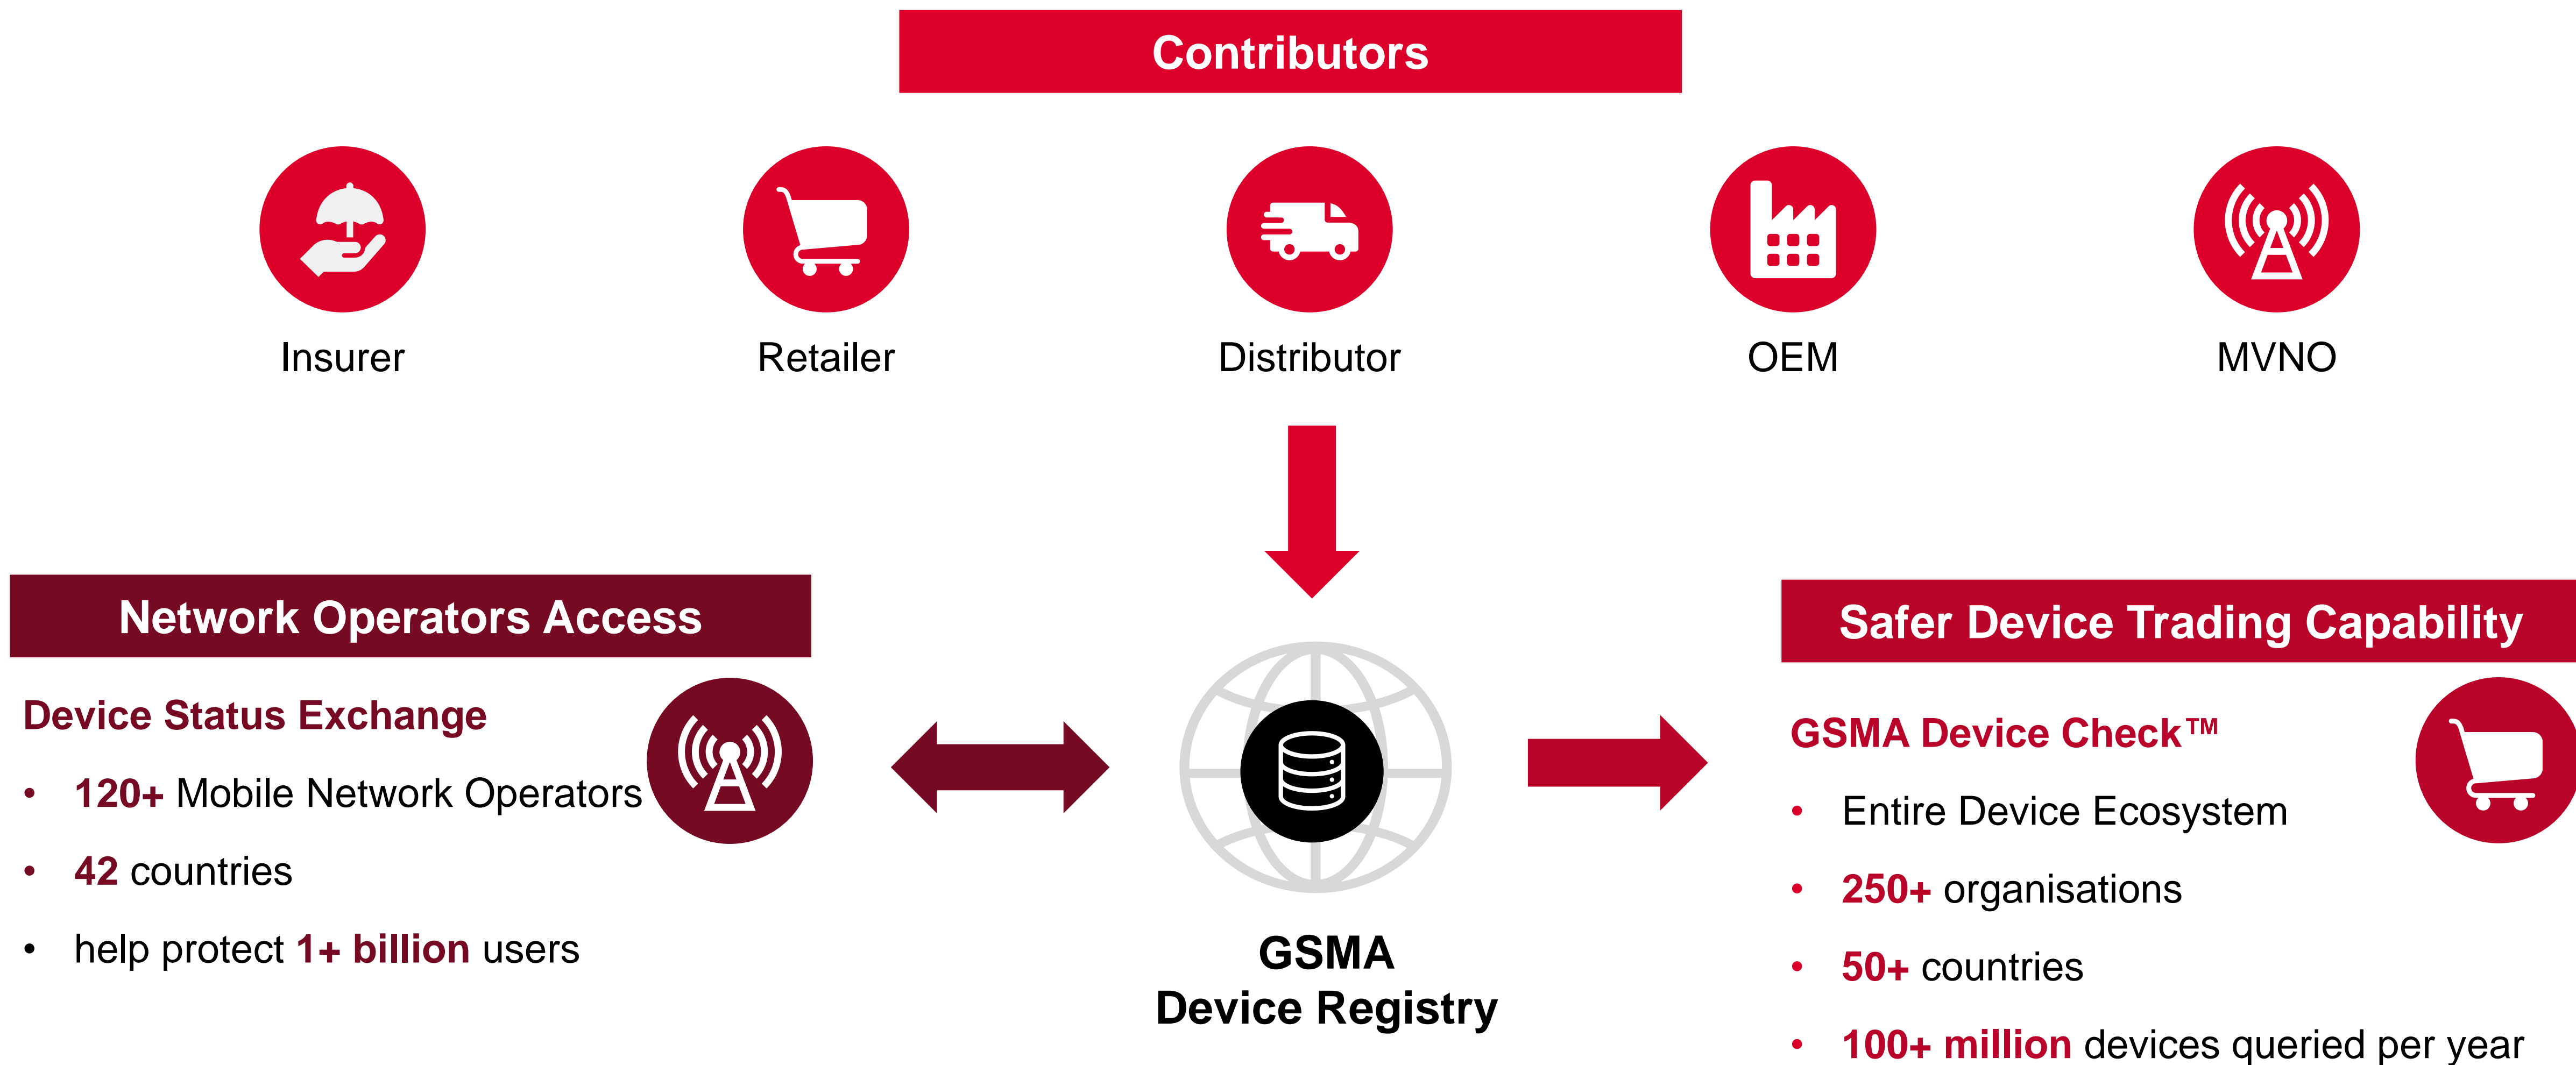 Contributors
Insurer
Retailer
Distributor
OEM
MVNO
Network Operators Access
Device Status Exchange
• 120+ Mobile Network Operators
• 42 countries
• help protect 1+ billion users
GSMA
Device Registry
Safer Device Trading Capability
GSMA Device Check™
• Entire Device Ecosystem
• 250+ organisations
• 50+ countries
• 100+ million devices queried per year